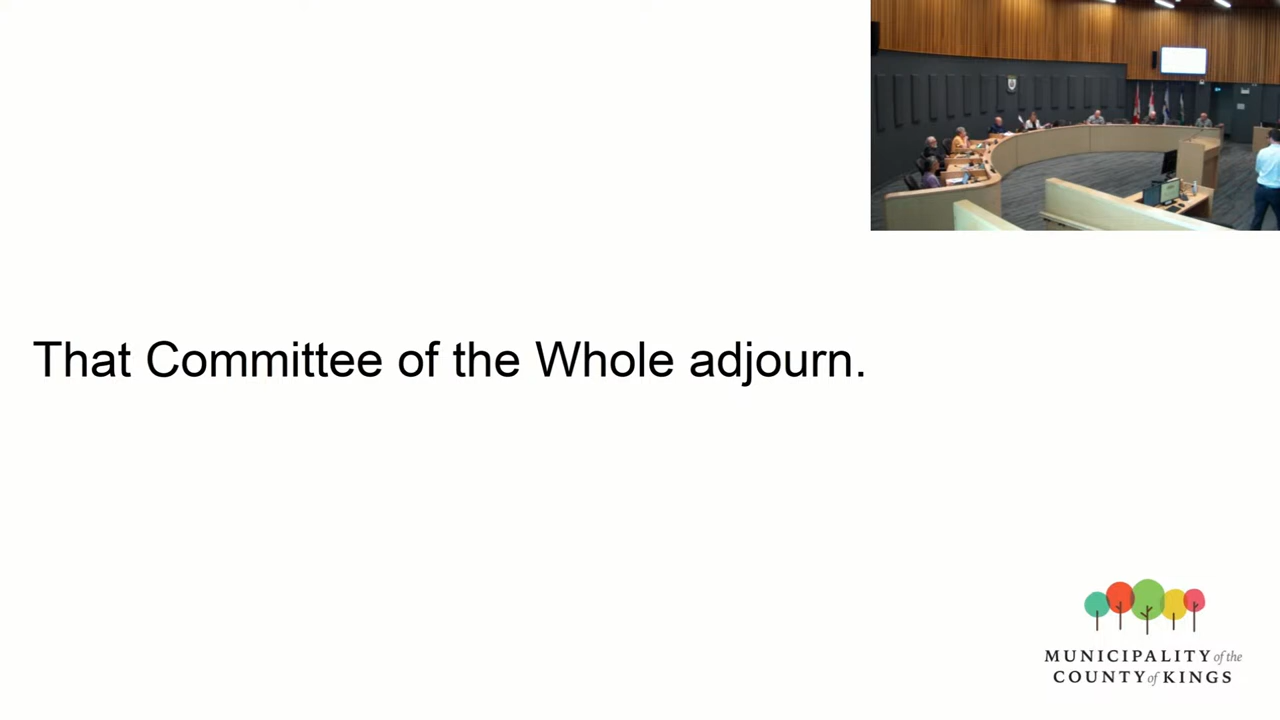 That Committee of the Whole adjourn.
MUNICIPALITY of the
COUNTY of KINGS